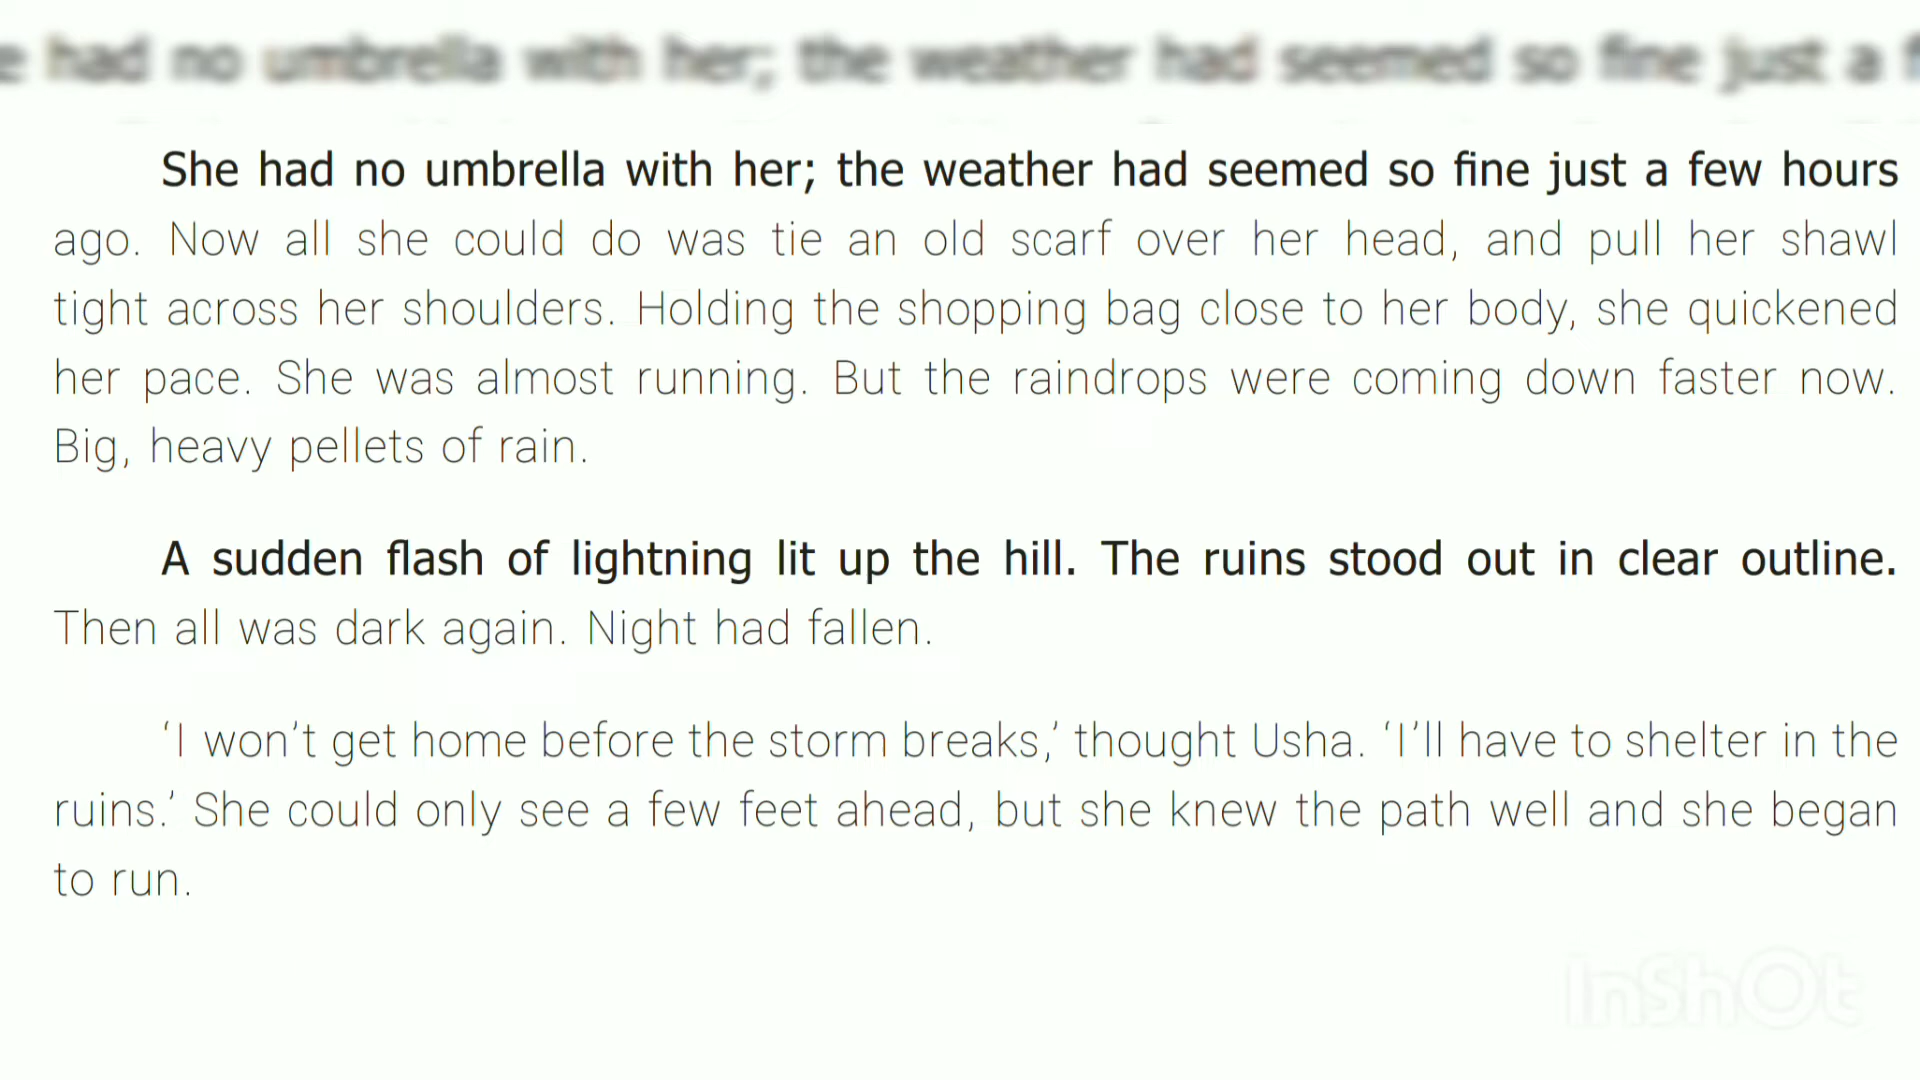 e had no umbrella with her; the weather had seemed so fine just a f
She had no umbrella with her; the weather had seemed so fine just a few hours
ago. Now all she could do was tie an old scarf over her head, and pull her shawl
tight across her shoulders. Holding the shopping bag close to her body, she quickened
her pace. She was almost running. But the raindrops were coming down faster now.
Big, heavy pellets of rain.
A sudden flash of lightning lit up the hill. The ruins stood out in clear outline.
Then all was dark again. Night had fallen.
‘I won’t get home before the storm breaks,’ thought Usha. ‘I’ll have to shelter in the
ruins.’ She could only see a few feet ahead, but she knew the path well and she began
to run.
InShOt